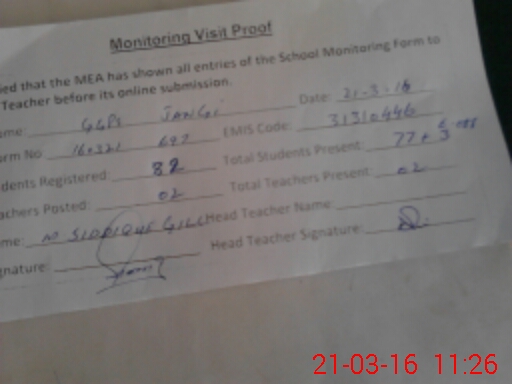 Monitoring Visit Proof
ied that the MEA has shown all entries of the School Monitoring Form to
Teacher before its online submission.
ame: GGPS JANGI Date: 21-3-16
orm No: 160321 697 EMIS Code: 31310446
dents Registered: 82 Total Students Present: 77+
achers Posted: 02 Total Teachers Present: 02
me: M SIDDIQUE GILL Head Teacher Name:
gnature: Head Teacher Signature:
21-03-16 11:26